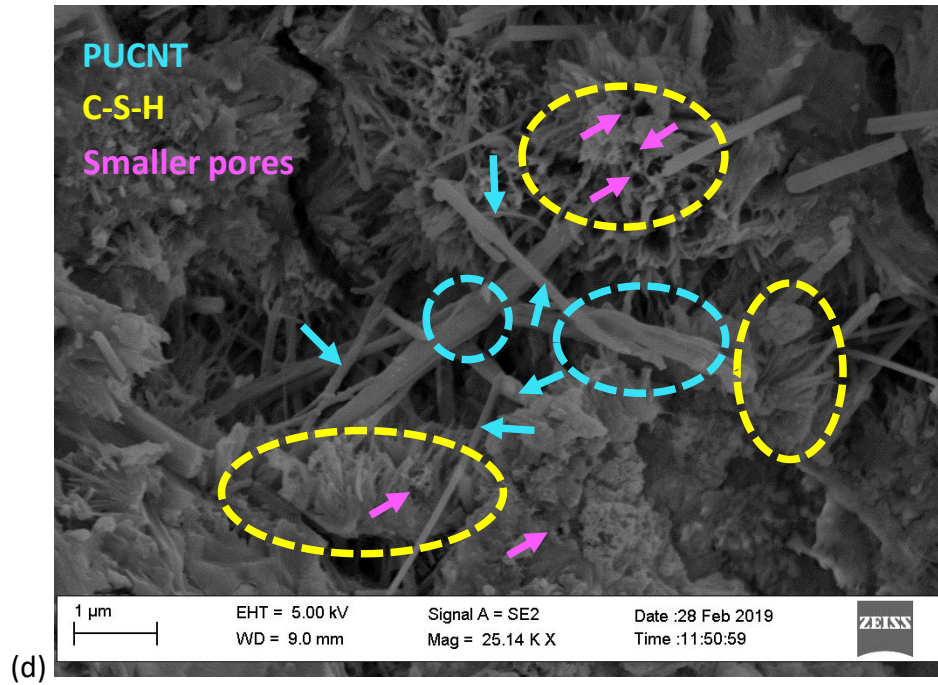 PUCNT
C-S-H
Smaller pores
1 µm
EHT = 5.00 kV
WD = 9.0 mm
Signal A = SE2
Mag = 25.14 K X
Date :28 Feb 2019
Time :11:50:59
ZEISS
(d)